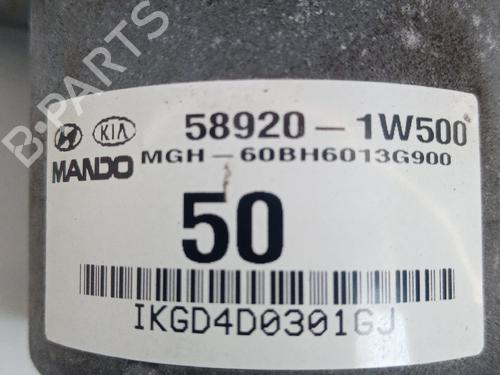 B-PARTS
KIA 58920-1W500
MANDO MGH-60BH6013G900
50
IKGD4D0301GJ